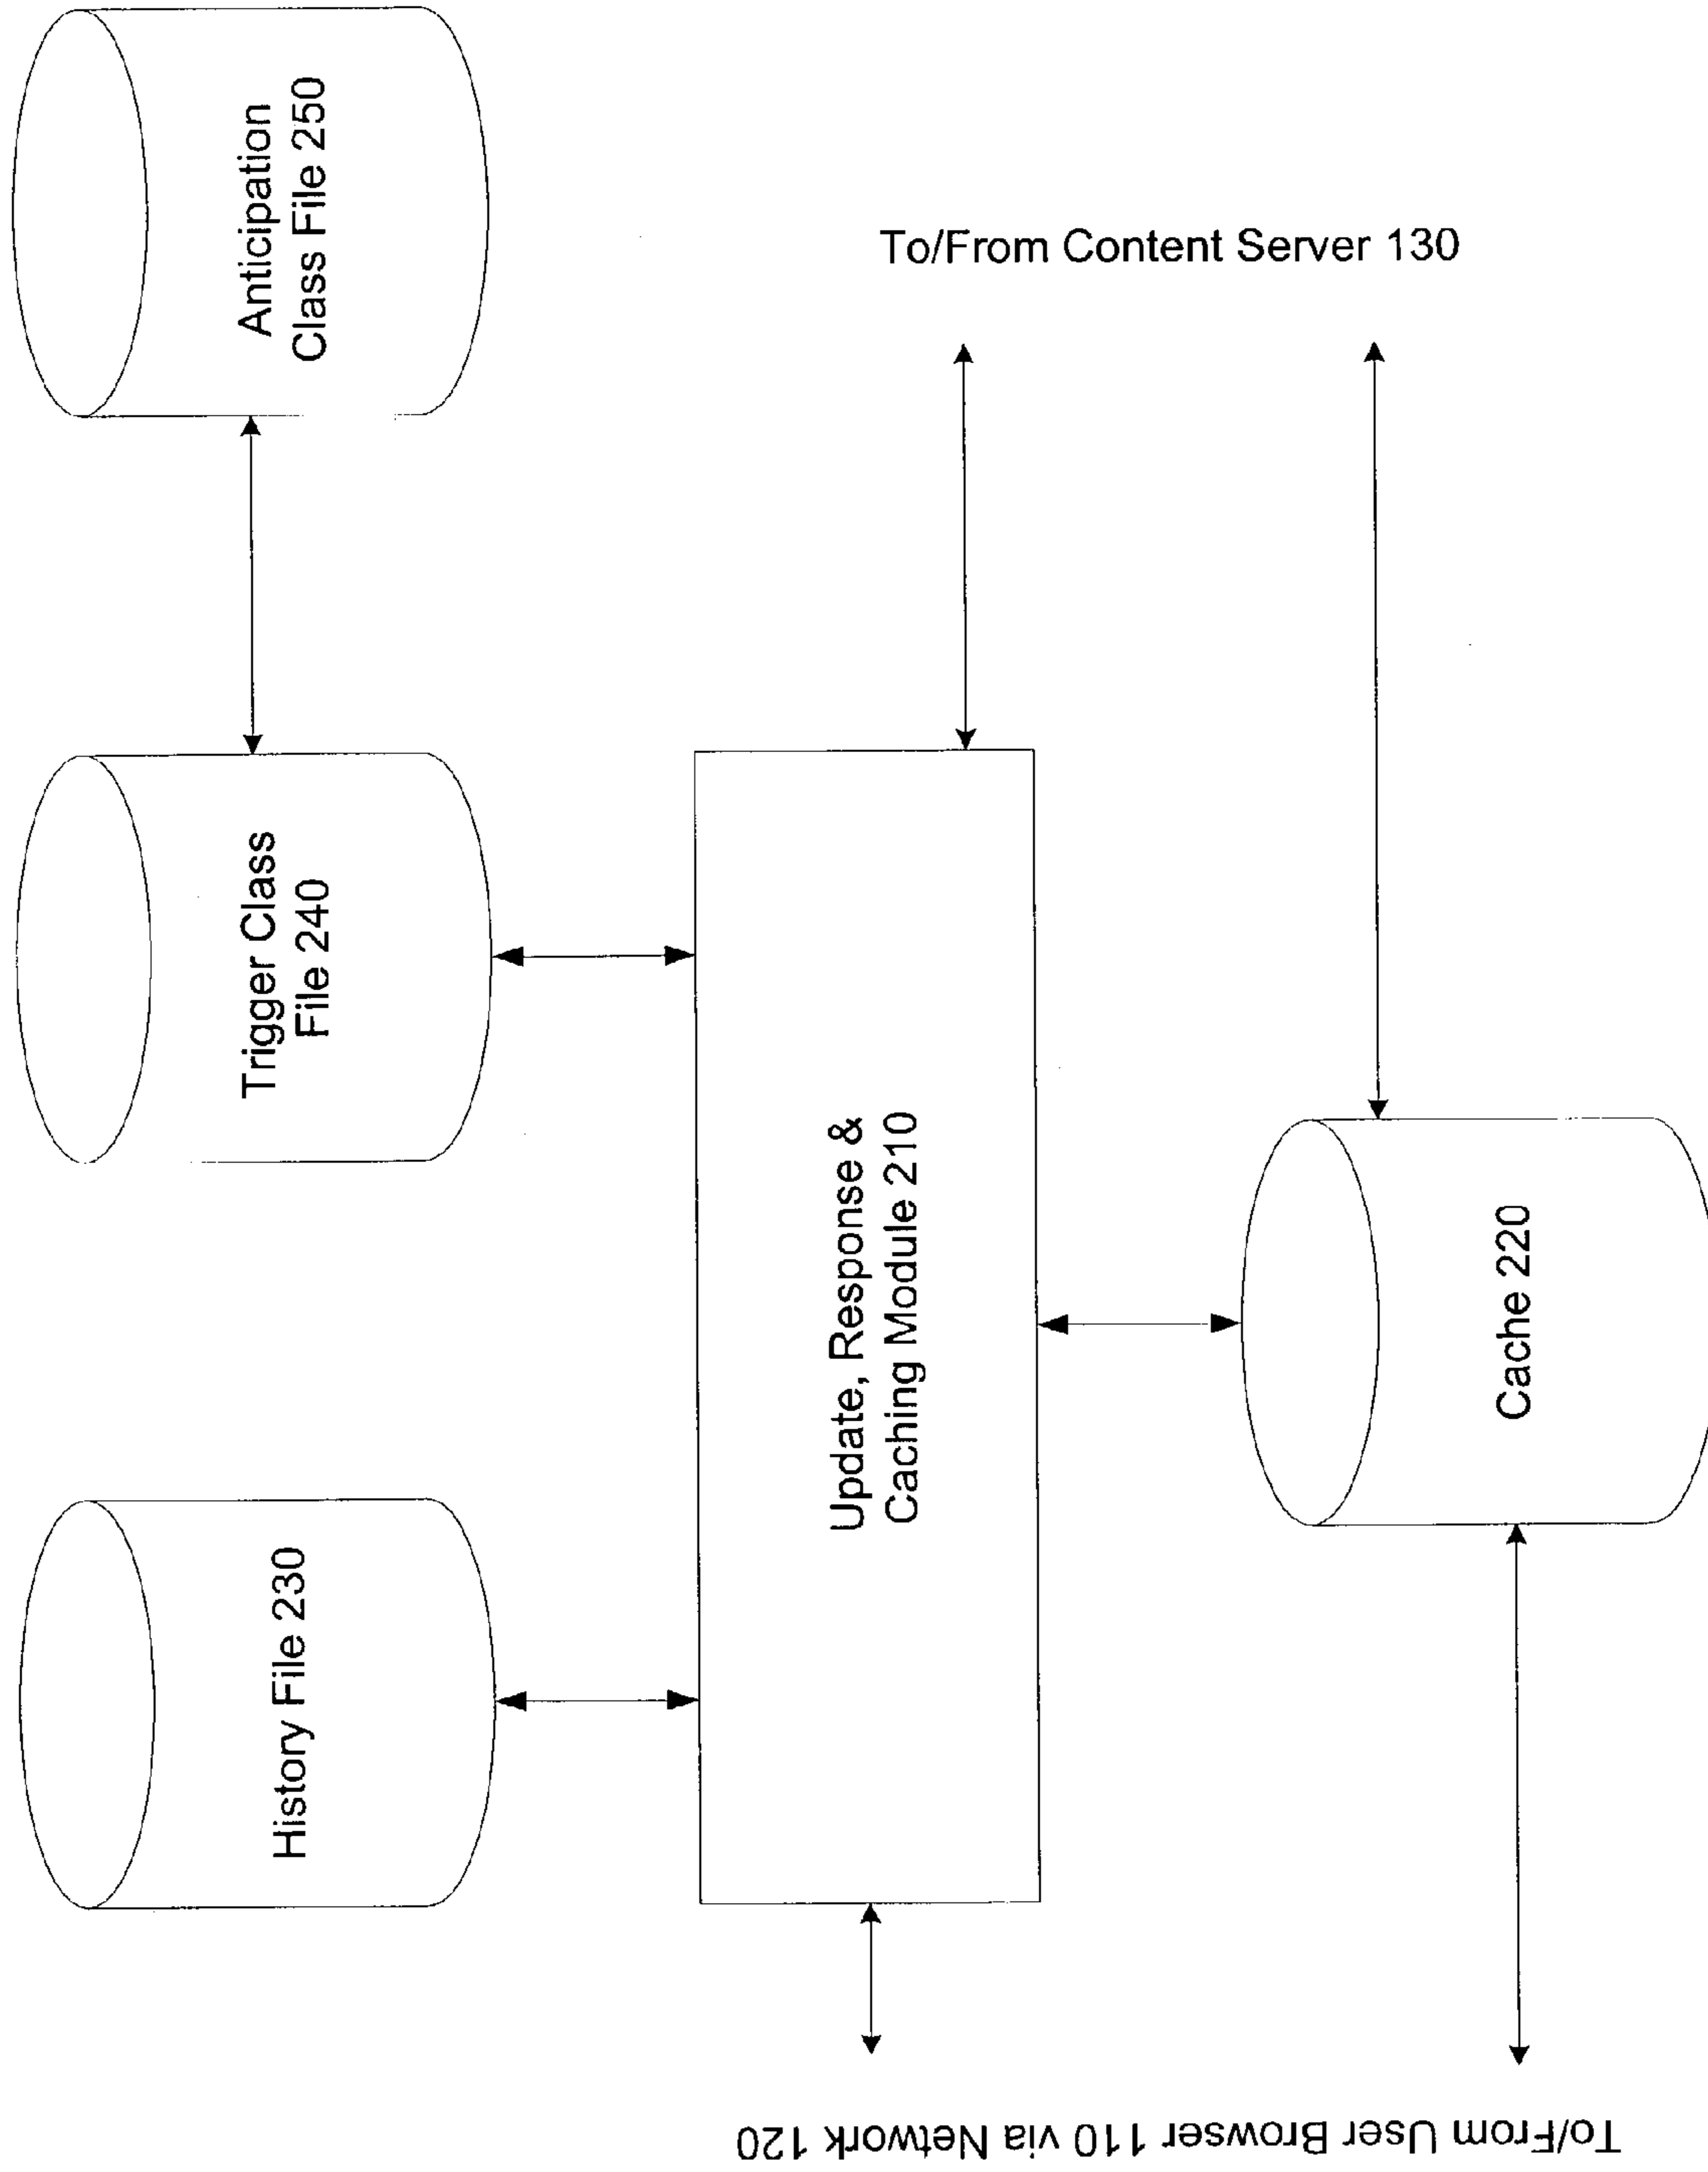 History File 230
Trigger Class
File 240
Anticipation
Class File 250
Update, Response &
Caching Module 210
Cache 220
To/From User Browser 110 via Network 120
To/From Content Server 130